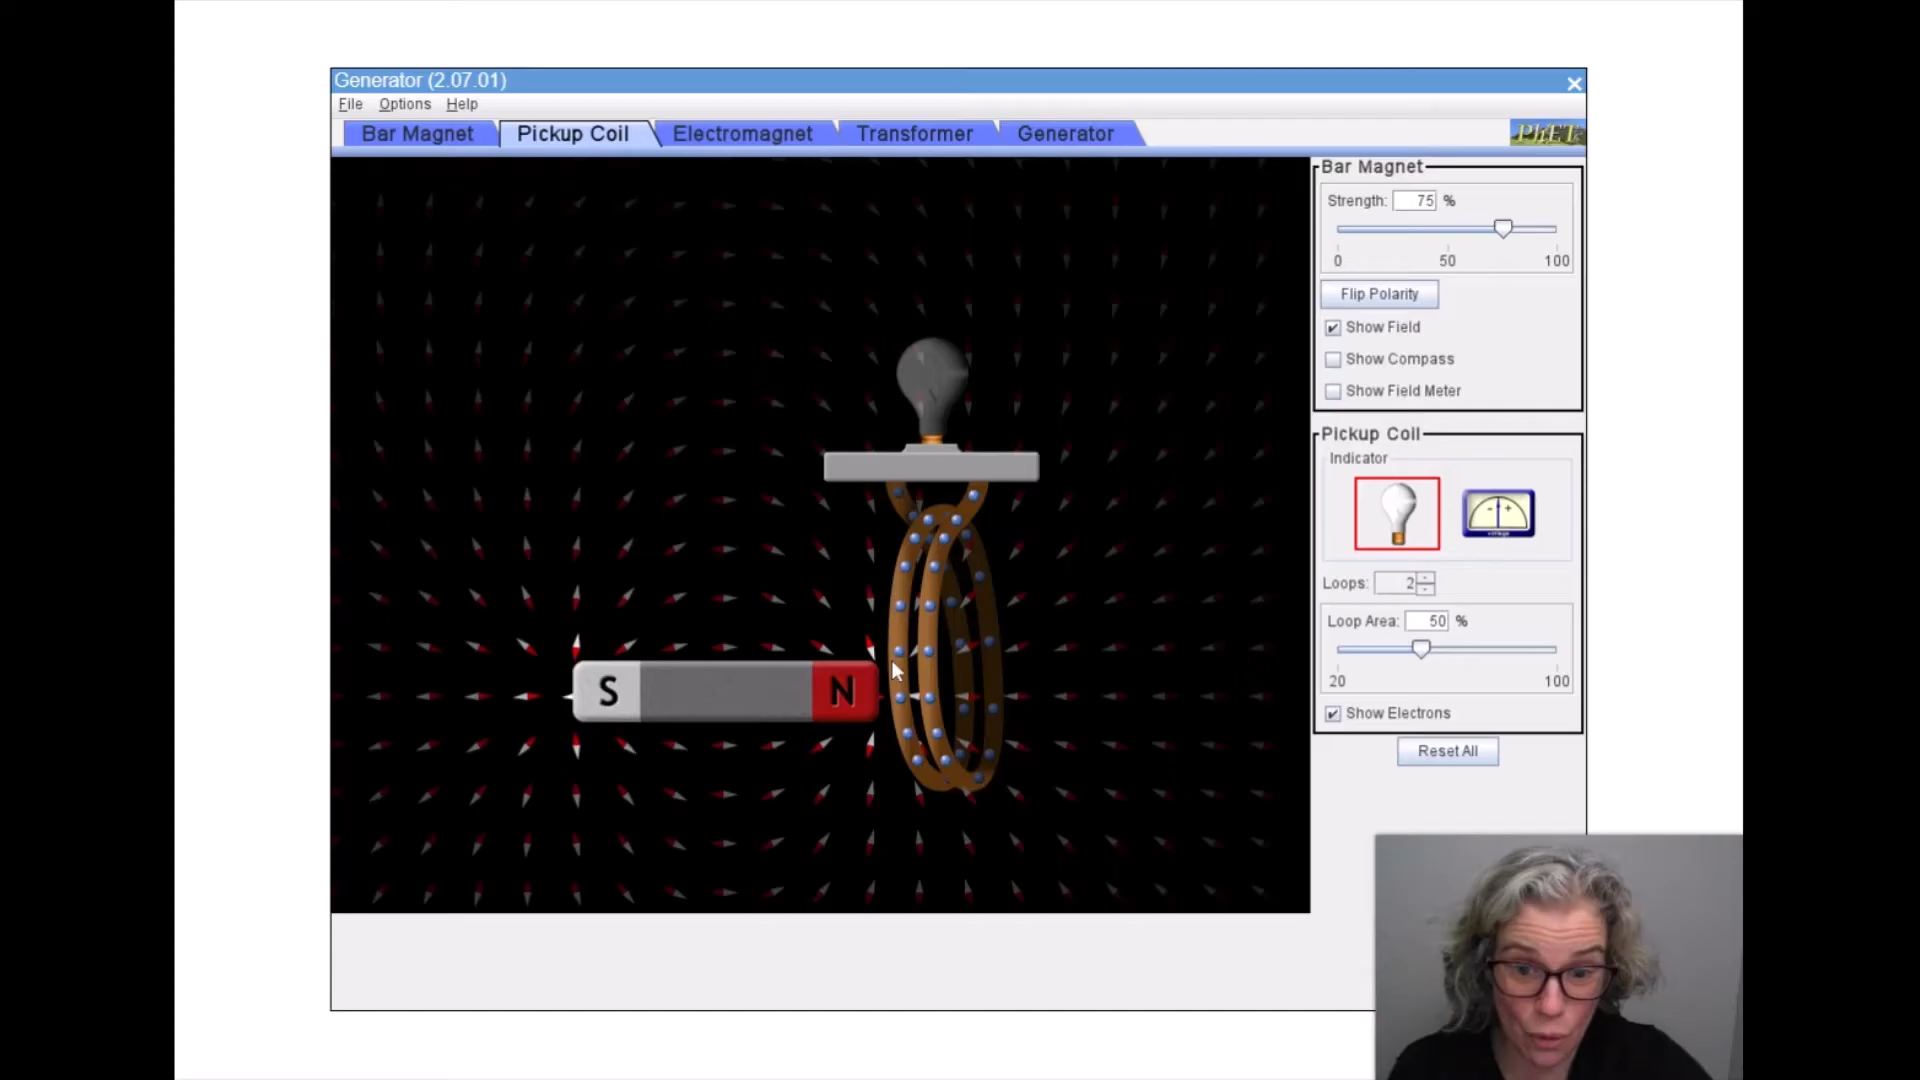 Generator (2.07.01)
File Options Help
Bar Magnet Pickup Coil Electromagnet Transformer Generator
PhET
Bar Magnet
Strength: 75 %
0 50 100
Flip Polarity
Show Field
Show Compass
Show Field Meter
Pickup Coil
Indicator
- +
voltage
Loops: 2
Loop Area: 50 %
20 100
Show Electrons
Reset All
S N